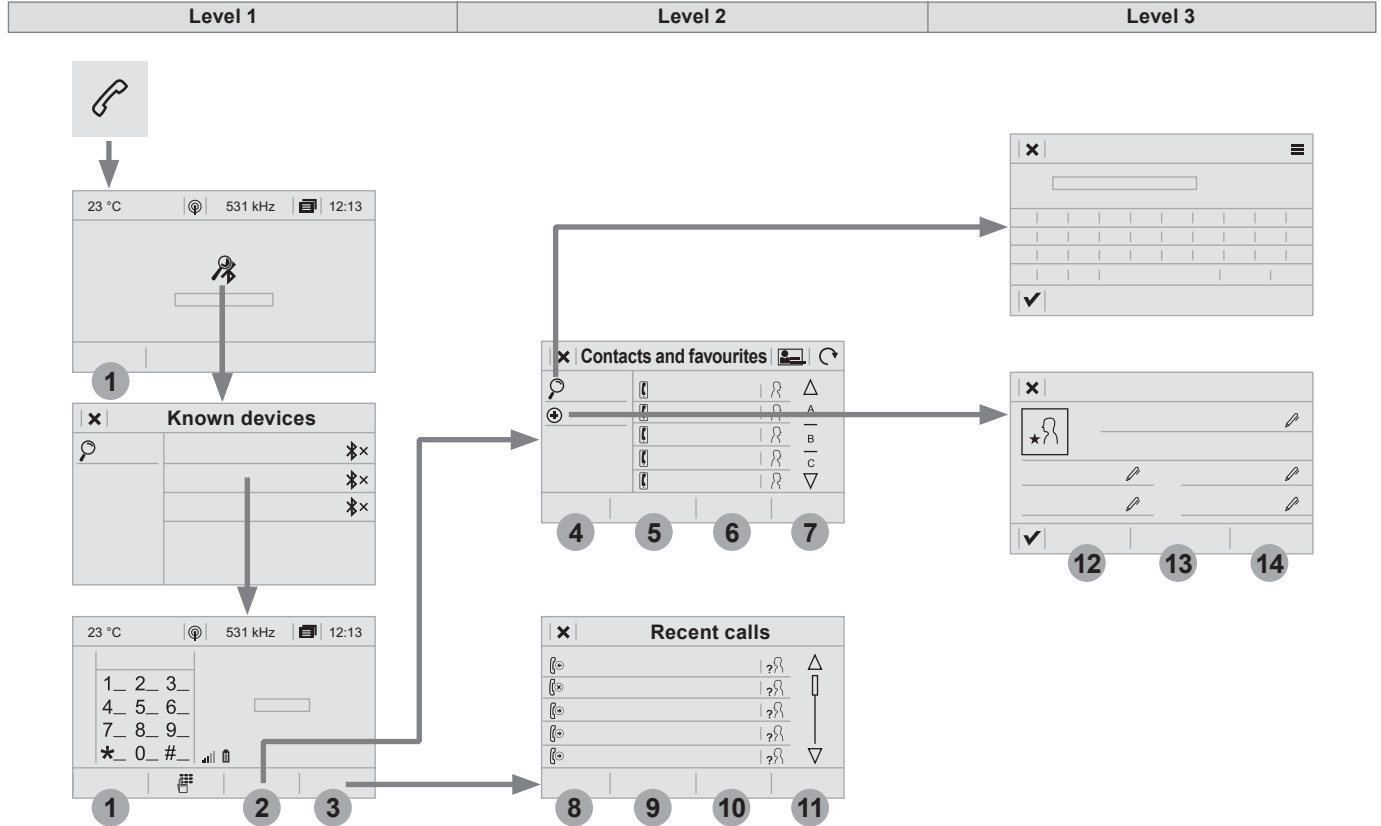 Level 1 Level 2 Level 3
23 °C 531 kHz 12:13
1
Known devices
23 °C 531 kHz 12:13
1_ 2_ 3_
4_ 5_ 6_
7_ 8_ 9_
*_ 0_ #_
1 2 3
Contacts and favourites
A
B
C
4 5 6 7
Recent calls
?
?
?
?
?
8 9 10 11
12 13 14